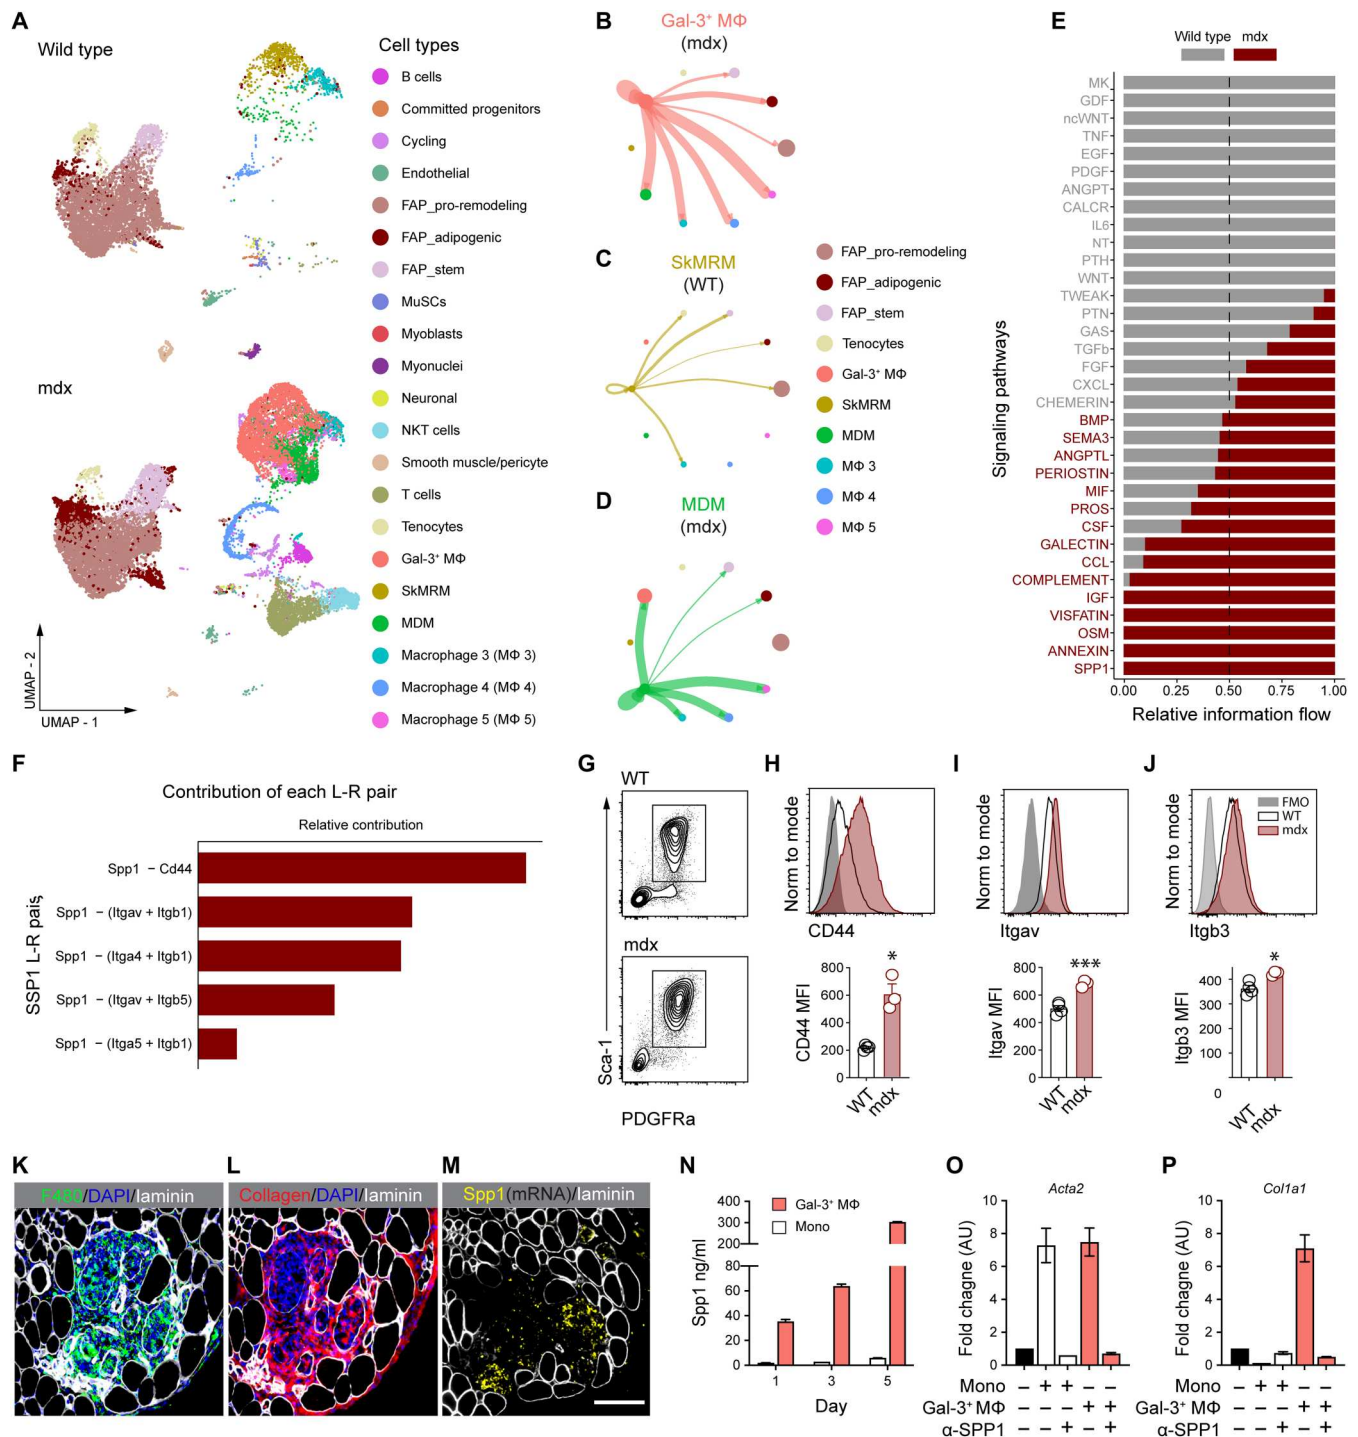 A
Wild type
mdx
UMAP - 2
UMAP - 1
Cell types
B cells
Committed progenitors
Cycling
Endothelial
FAP_pro-remodeling
FAP_adipogenic
FAP_stem
MuSCs
Myoblasts
Myonuclei
Neuronal
NKT cells
Smooth muscle/pericyte
T cells
Tenocytes
Gal-3⁺ MΦ
SkMRM
MDM
Macrophage 3 (MΦ 3)
Macrophage 4 (MΦ 4)
Macrophage 5 (MΦ 5)
B
Gal-3⁺ MΦ
(mdx)
C
SkMRM
(WT)
D
MDM
(mdx)
FAP_pro-remodeling
FAP_adipogenic
FAP_stem
Tenocytes
Gal-3⁺ MΦ
SkMRM
MDM
MΦ 3
MΦ 4
MΦ 5
E
Wild type mdx
Signaling pathways
MK
GDF
ncWNT
TNF
EGF
PDGF
ANGPT
CALCR
IL6
NT
PTH
WNT
TWEAK
PTN
GAS
TGFb
FGF
CXCL
CHEMERIN
BMP
SEMA3
ANGPTL
PERIOSTIN
MIF
PROS
CSF
GALECTIN
CCL
COMPLEMENT
IGF
VISFATIN
OSM
ANNEXIN
SPP1
0.00 0.25 0.50 0.75 1.00
Relative information flow
F
Contribution of each L-R pair
Relative contribution
SSP1 L-R pais
Spp1 − Cd44
Spp1 − (Itgav + Itgb1)
Spp1 − (Itga4 + Itgb1)
Spp1 − (Itgav + Itgb5)
Spp1 − (Itga5 + Itgb1)
G
WT
mdx
Sca-1
PDGFRa
H
Norm to mode
CD44
*
CD44 MFI
800
600
400
200
0
WT mdx
I
Norm to mode
Itgav
***
Itgav MFI
800
600
400
200
0
WT mdx
J
Norm to mode
FMO
WT
mdx
Itgb3
*
Itgb3 MFI
400
300
200
100
0
WT mdx
K
F480/DAPI/laminin
L
Collagen/DAPI/laminin
M
Spp1(mRNA)/laminin
N
Gal-3⁺ MΦ
Mono
Spp1 ng/ml
400
300
200
80
60
40
20
0
1 3 5
Day
O
Acta2
Fold chagne (AU)
10
8
6
4
2
0
Mono − + + − −
Gal-3⁺ MΦ − − − + +
α-SPP1 − − + − +
P
Col1a1
Fold chagne (AU)
10
8
6
4
2
0
Mono − + + − −
Gal-3⁺ MΦ − − − + +
α-SPP1 − − + − +